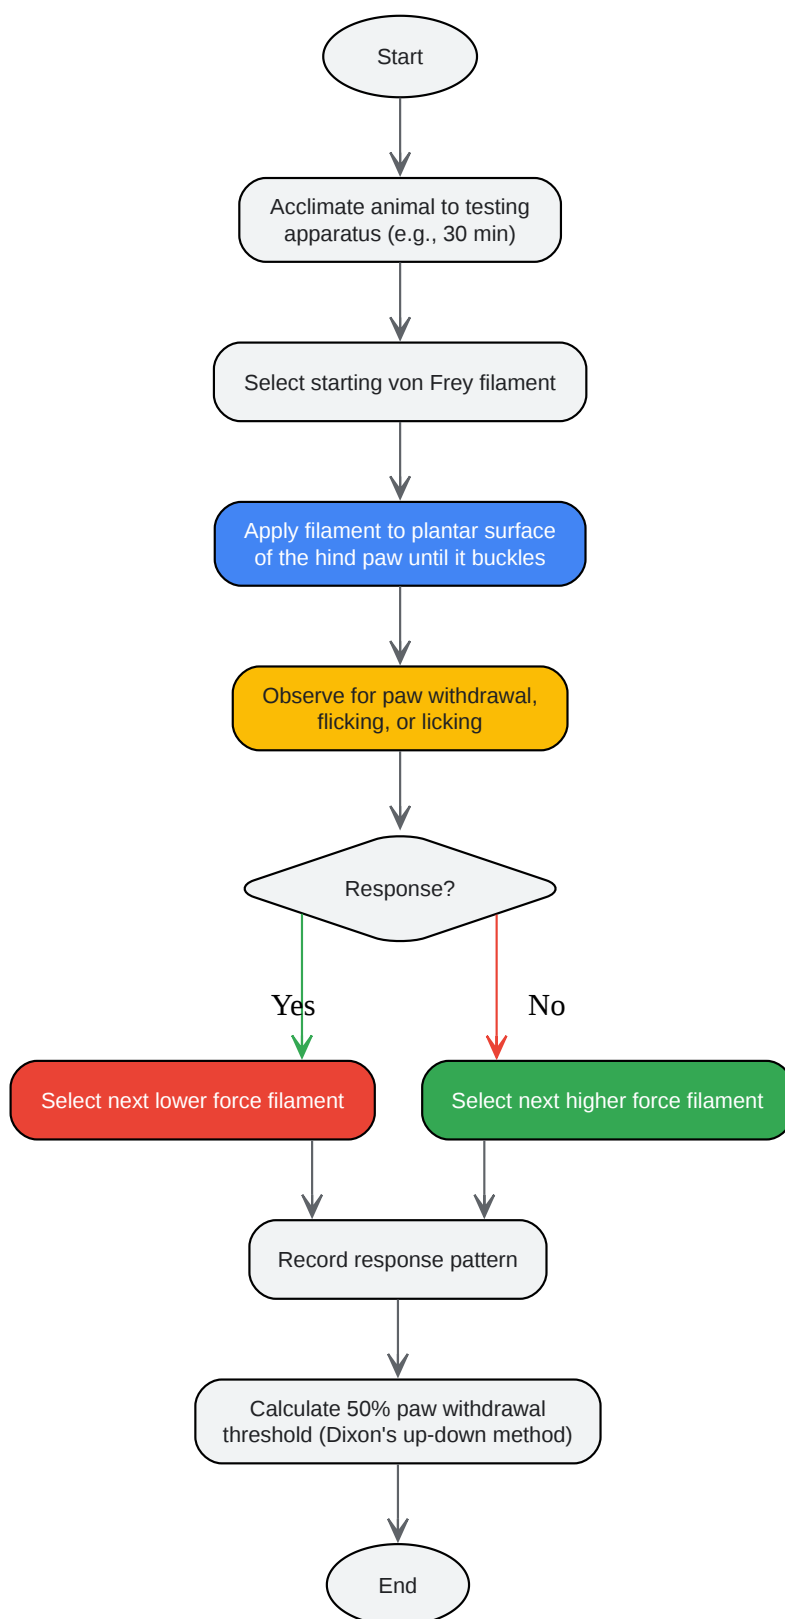 Start
Acclimate animal to testing
apparatus (e.g., 30 min)
Select starting von Frey filament
Apply filament to plantar surface
of the hind paw until it buckles
Observe for paw withdrawal,
flicking, or licking
Response?
Yes
No
Select next lower force filament
Select next higher force filament
Record response pattern
Calculate 50% paw withdrawal
threshold (Dixon's up-down method)
End